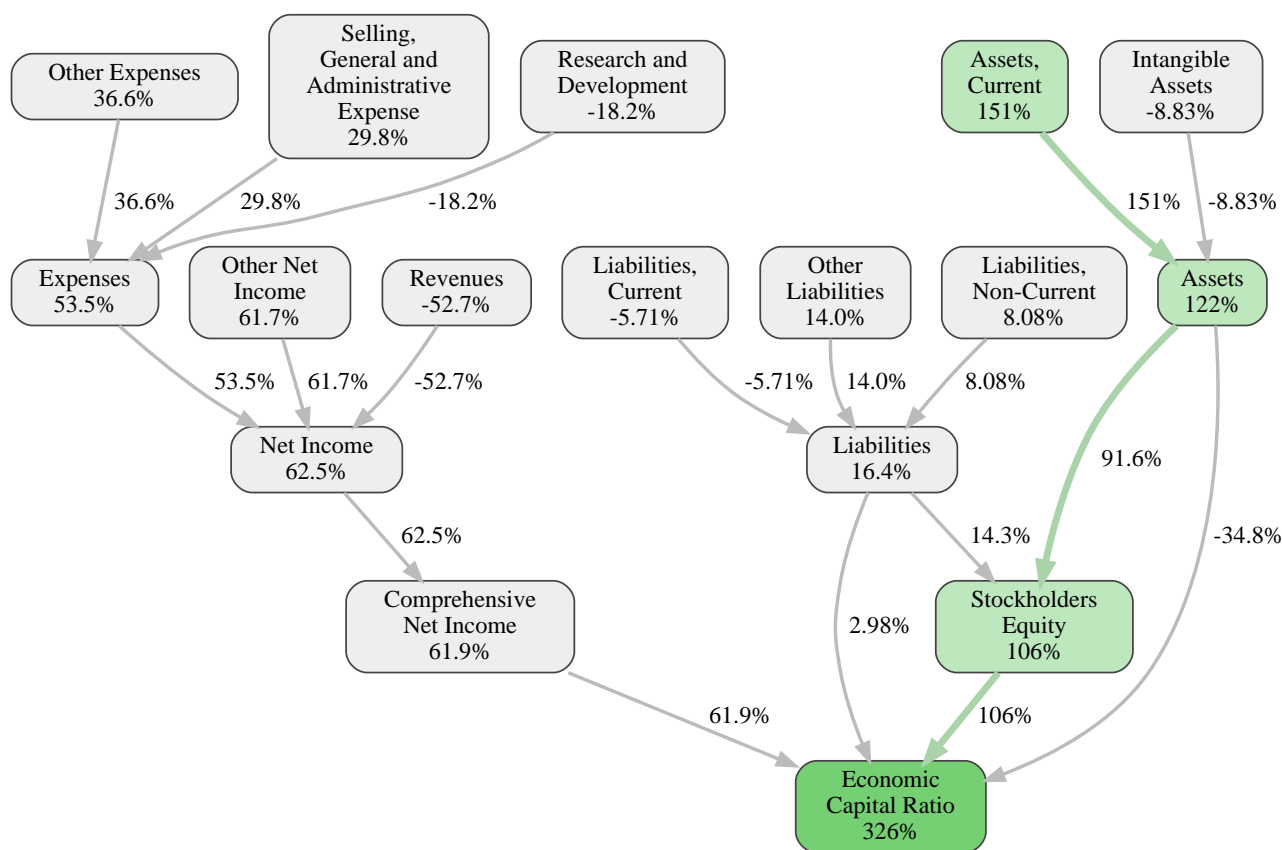 Selling,
General and
Administrative
Expense
29.8%
Other Expenses
36.6%
Research and
Development
-18.2%
Assets,
Current
151%
Intangible
Assets
-8.83%
36.6%
29.8%
-18.2%
151%
-8.83%
Expenses
53.5%
Other Net
Income
61.7%
Revenues
-52.7%
Liabilities,
Current
-5.71%
Other
Liabilities
14.0%
Liabilities,
Non-Current
8.08%
Assets
122%
53.5%
61.7%
-52.7%
-5.71%
14.0%
8.08%
Net Income
62.5%
Liabilities
16.4%
91.6%
62.5%
14.3%
-34.8%
Comprehensive
Net Income
61.9%
2.98%
Stockholders
Equity
106%
61.9%
106%
Economic
Capital Ratio
326%